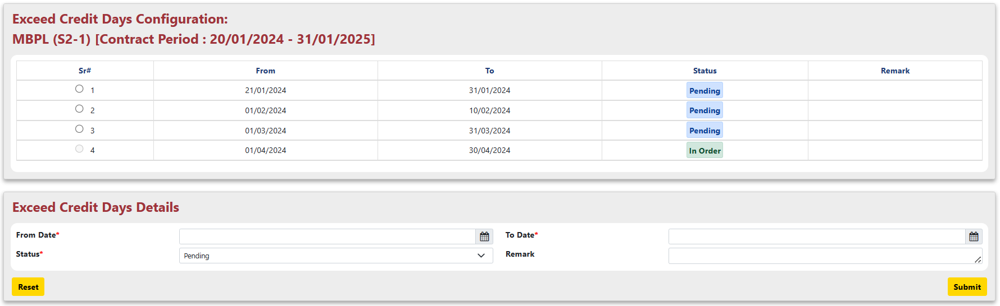 Exceed Credit Days Configuration:
MBPL (S2-1) [Contract Period : 20/01/2024 - 31/01/2025]
Sr# From To Status Remark
1 21/01/2024 31/01/2024 Pending
2 01/02/2024 10/02/2024 Pending
3 01/03/2024 31/03/2024 Pending
4 01/04/2024 30/04/2024 In Order
Exceed Credit Days Details
From Date* To Date*
Status* Pending Remark
Reset Submit